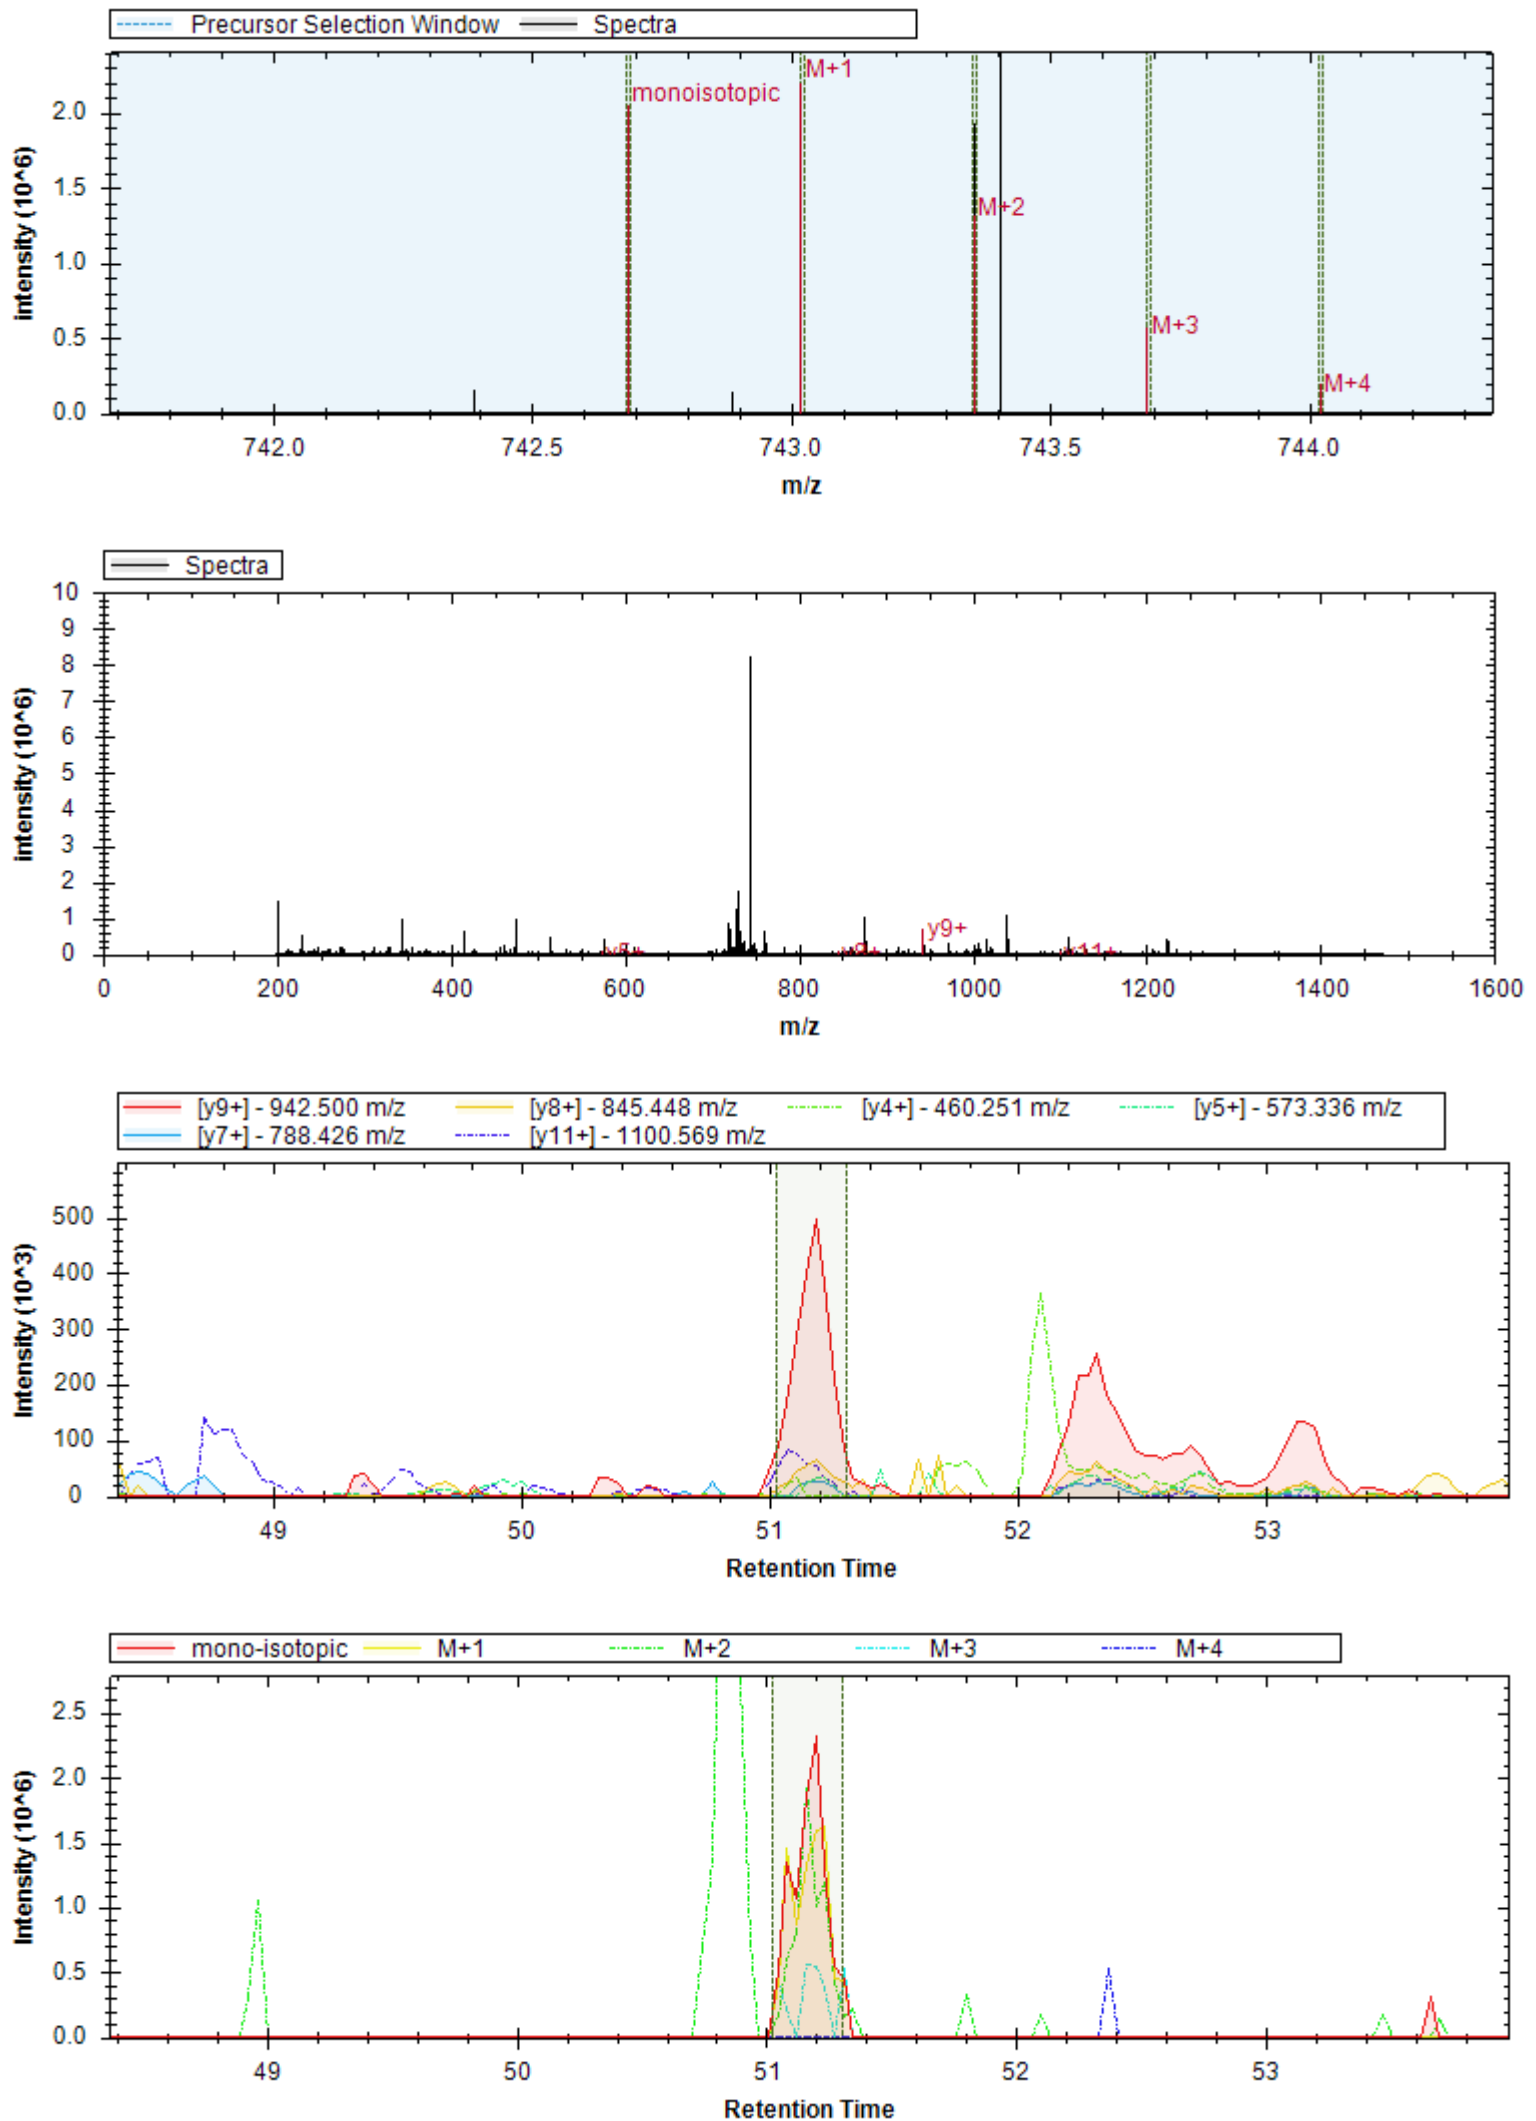 Precursor Selection Window Spectra
M+1
monoisotopic
M+2
M+3
M+4
intensity (10^6)
2.0
1.5
1.0
0.5
0.0
742.0 742.5 743.0 743.5 744.0
m/z
Spectra
intensity (10^6)
10
9
8
7
6
5
4
3
2
1
0
y9+
y11+
0 200 400 600 800 1000 1200 1400 1600
m/z
[y9+] - 942.500 m/z [y8+] - 845.448 m/z [y4+] - 460.251 m/z [y5+] - 573.336 m/z
[y7+] - 788.426 m/z [y11+] - 1100.569 m/z
Intensity (10^3)
500
400
300
200
100
0
49 50 51 52 53
Retention Time
mono-isotopic M+1 M+2 M+3 M+4
Intensity (10^6)
2.5
2.0
1.5
1.0
0.5
0.0
49 50 51 52 53
Retention Time